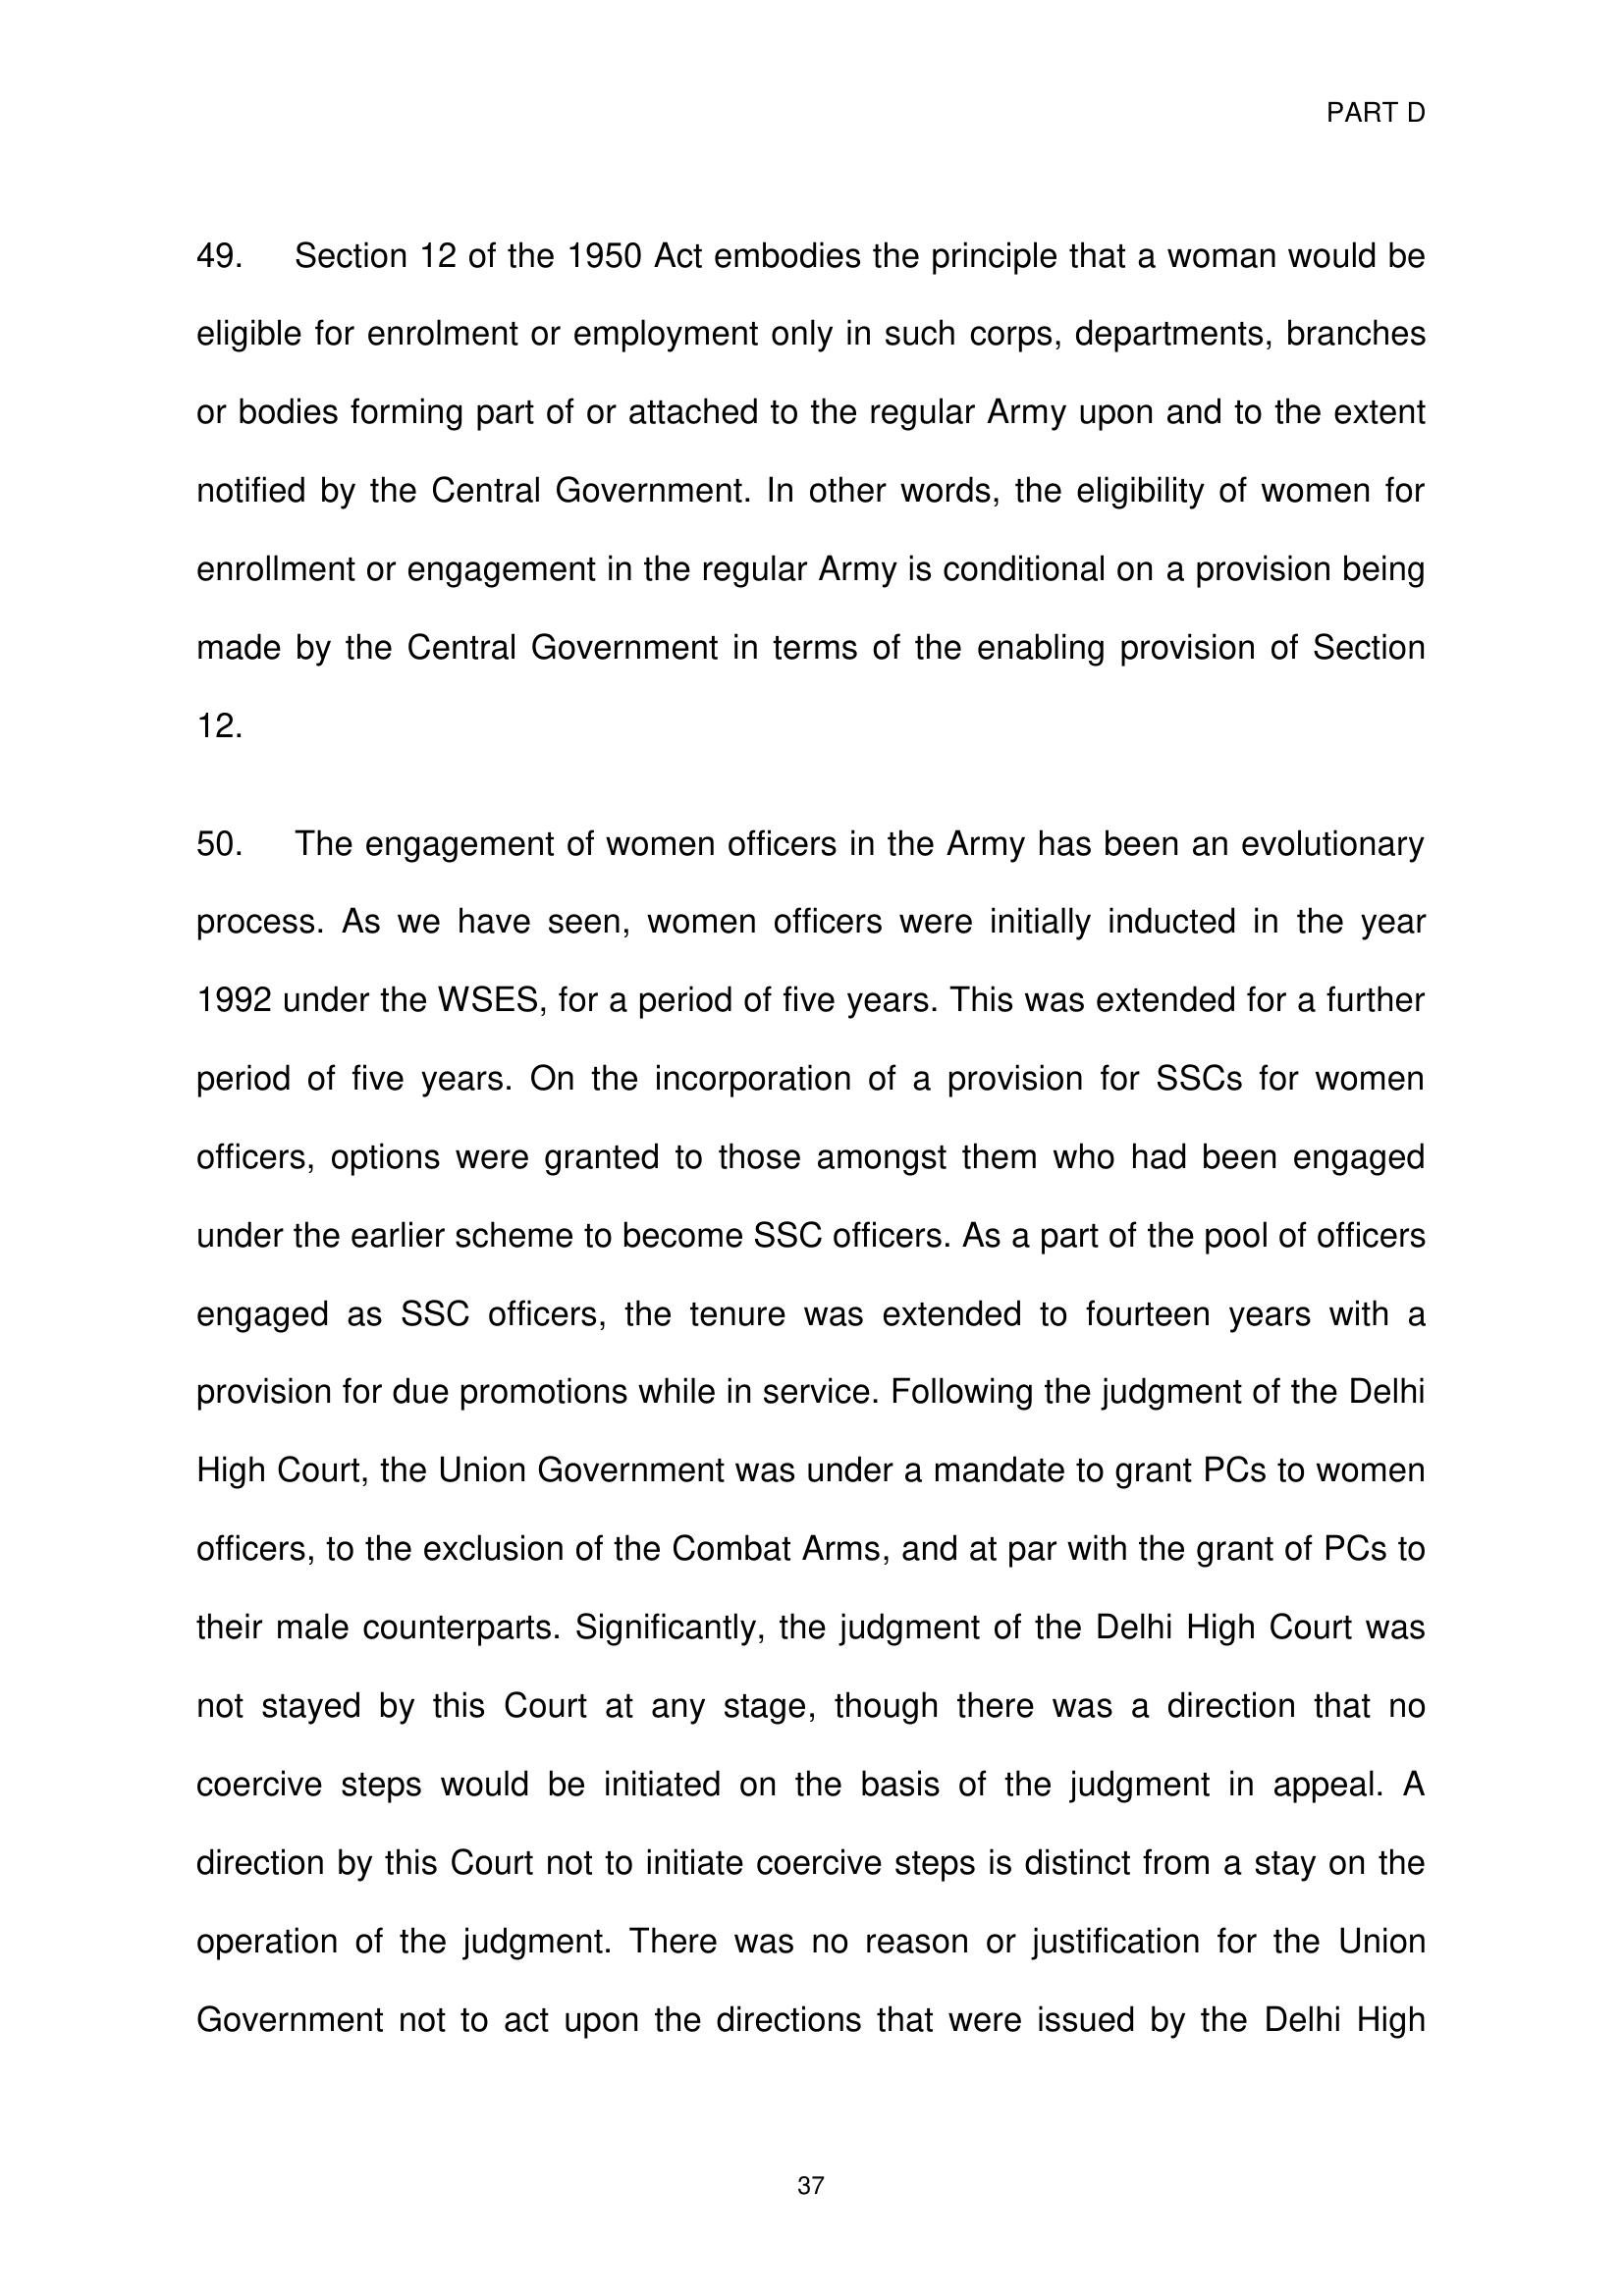 PART D
49. Section 12 of the 1950 Act embodies the principle that a woman would be
eligible for enrolment or employment only in such corps, departments, branches
or bodies forming part of or attached to the regular Army upon and to the extent
notified by the Central Government. In other words, the eligibility of women for
enrollment or engagement in the regular Army is conditional on a provision being
made by the Central Government in terms of the enabling provision of Section
12.
50. The engagement of women officers in the Army has been an evolutionary
process. As we have seen, women officers were initially inducted in the year
1992 under the WSES, for a period of five years. This was extended for a further
period of five years. On the incorporation of a provision for SSCs for women
officers, options were granted to those amongst them who had been engaged
under the earlier scheme to become SSC officers. As a part of the pool of officers
engaged as SSC officers, the tenure was extended to fourteen years with a
provision for due promotions while in service. Following the judgment of the Delhi
High Court, the Union Government was under a mandate to grant PCs to women
officers, to the exclusion of the Combat Arms, and at par with the grant of PCs to
their male counterparts. Significantly, the judgment of the Delhi High Court was
not stayed by this Court at any stage, though there was a direction that no
coercive steps would be initiated on the basis of the judgment in appeal. A
direction by this Court not to initiate coercive steps is distinct from a stay on the
operation of the judgment. There was no reason or justification for the Union
Government not to act upon the directions that were issued by the Delhi High
37